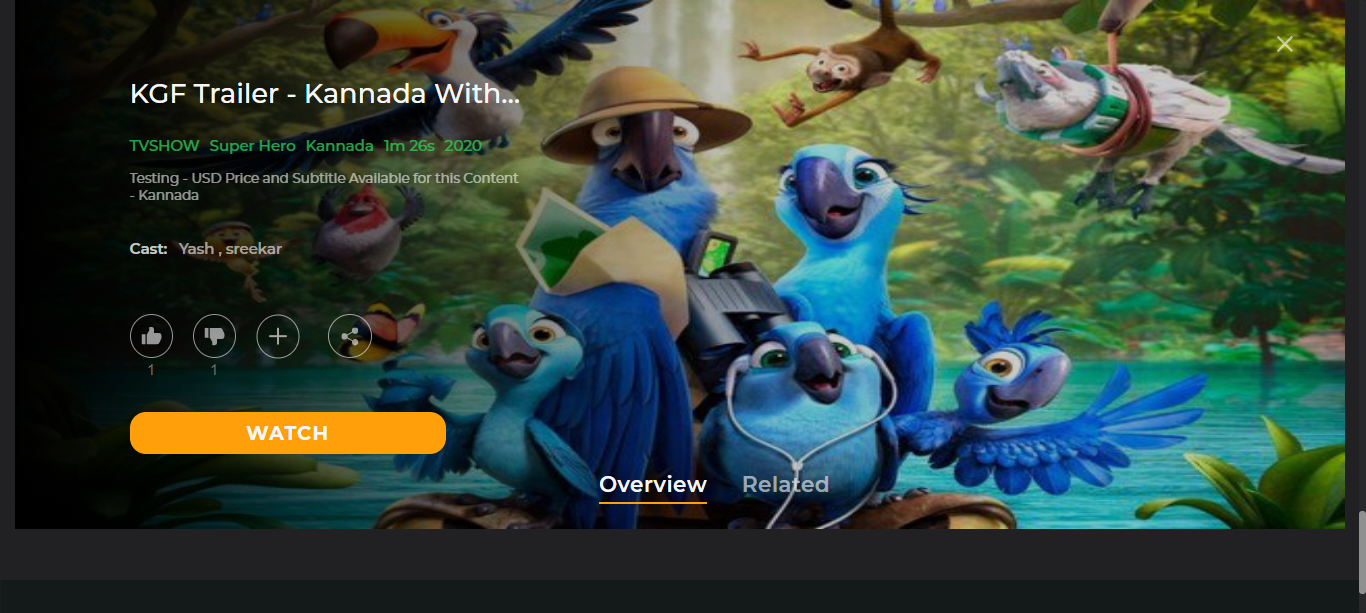 KGF Trailer - Kannada With...
TVSHOW Super Hero Kannada 1m 26s 2020
Testing - USD Price and Subtitle Available for this Content
- Kannada
Cast: Yash , sreekar
1 1
WATCH
Overview Related